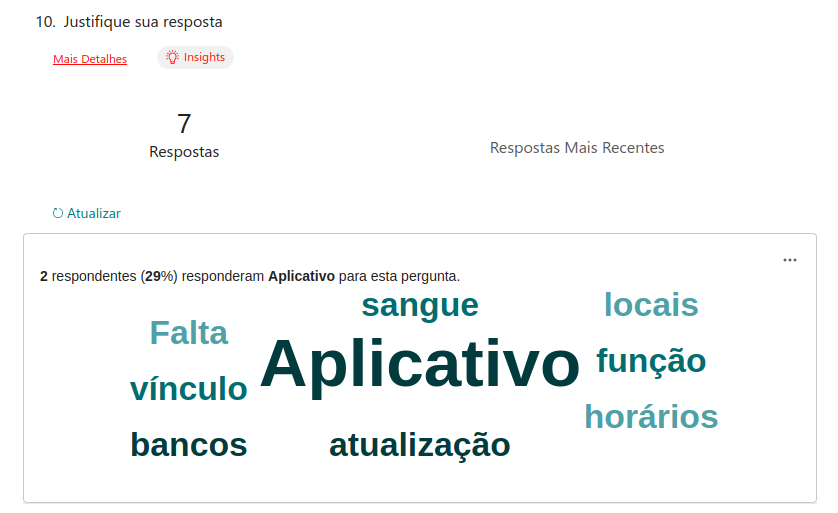 10. Justifique sua resposta
Mais Detalhes
Insights
7
Respostas
Respostas Mais Recentes
Atualizar
2 respondentes (29%) responderam Aplicativo para esta pergunta.
sangue
locais
Falta
Aplicativo
função
vínculo
horários
bancos
atualização